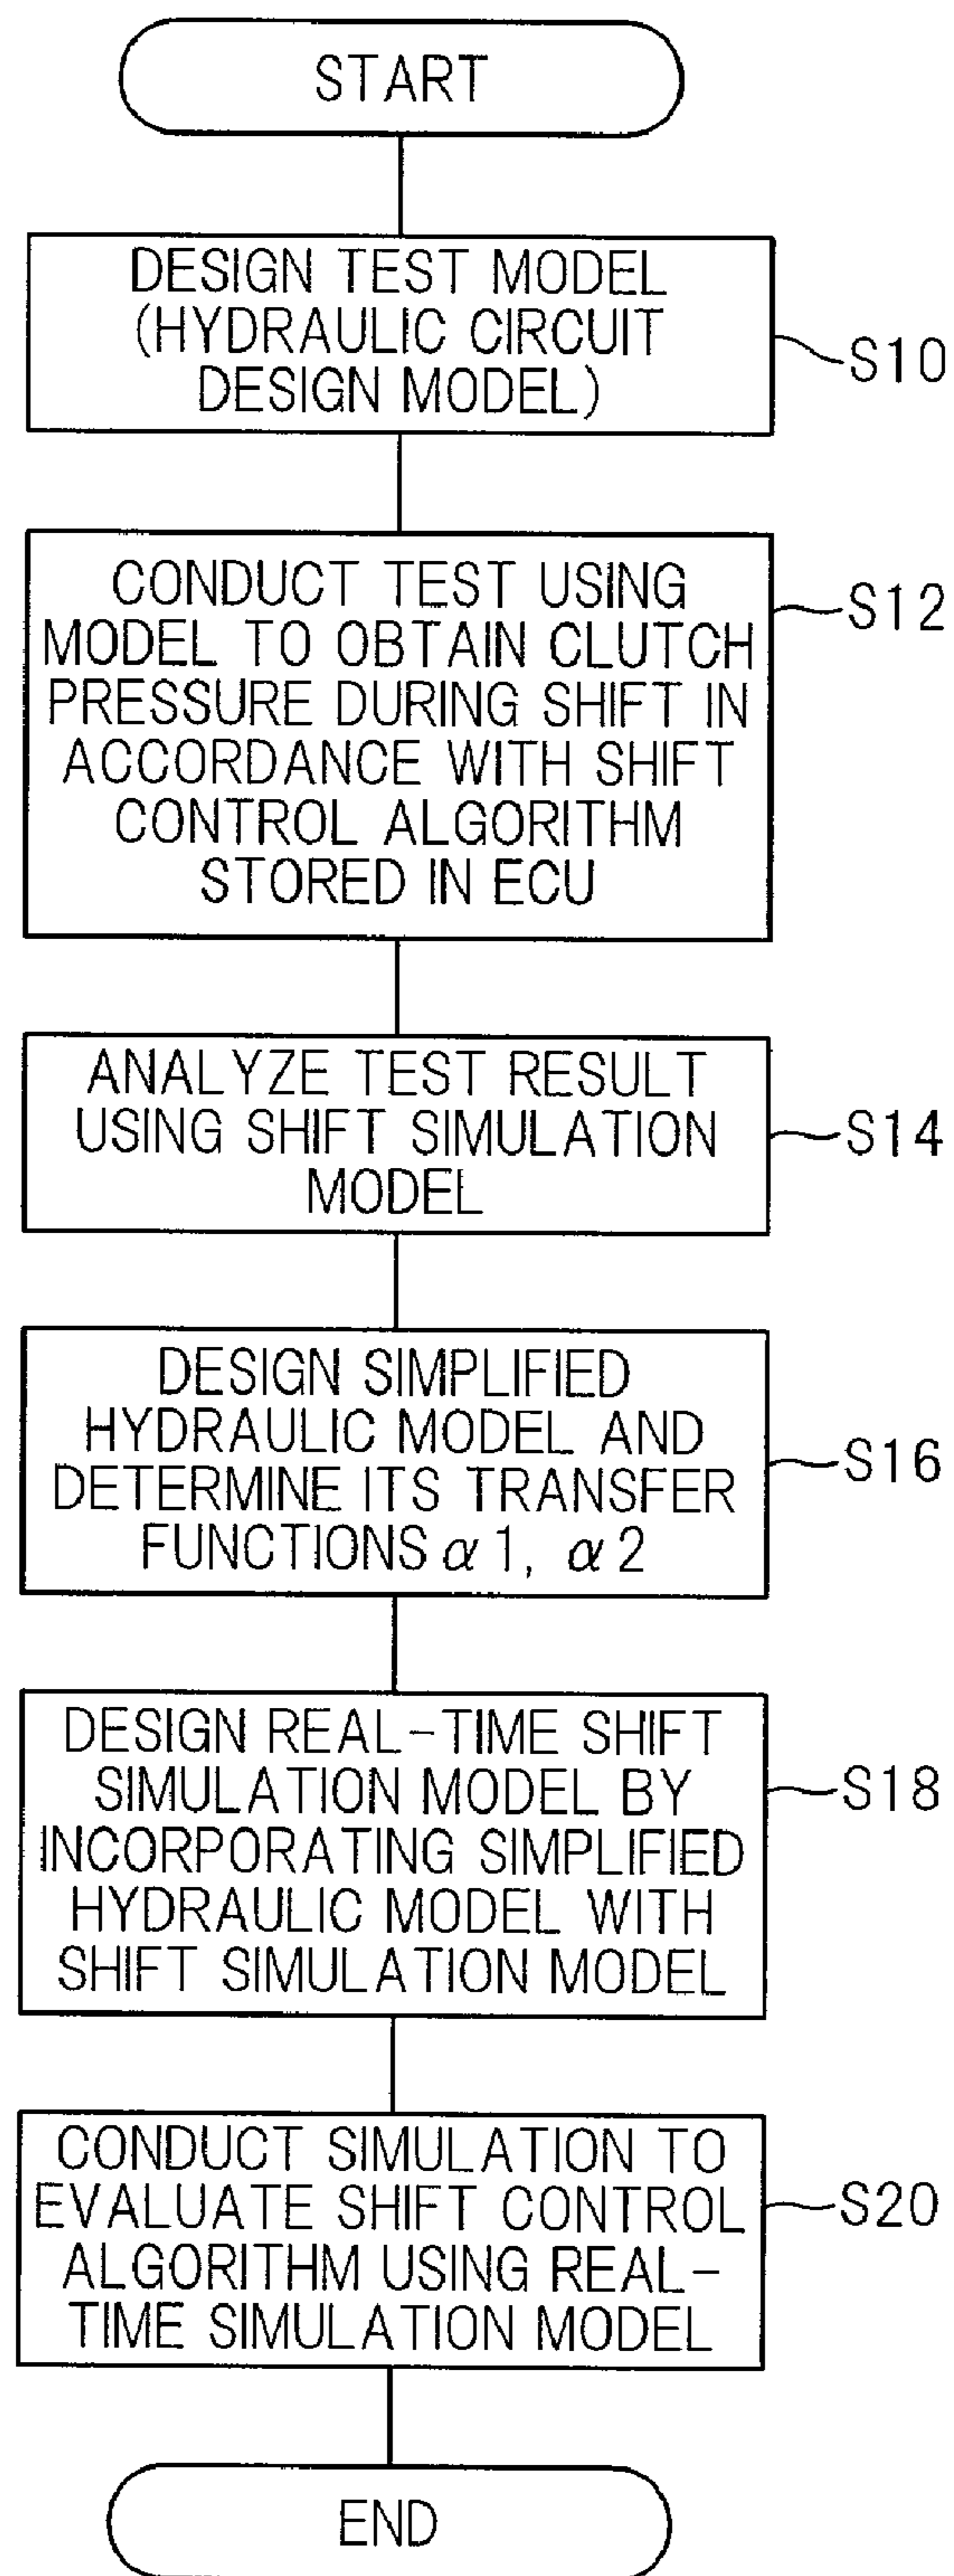 START
DESIGN TEST MODEL
(HYDRAULIC CIRCUIT
DESIGN MODEL)
S10
CONDUCT TEST USING
MODEL TO OBTAIN CLUTCH
PRESSURE DURING SHIFT IN
ACCORDANCE WITH SHIFT
CONTROL ALGORITHM
STORED IN ECU
S12
ANALYZE TEST RESULT
USING SHIFT SIMULATION
MODEL
S14
DESIGN SIMPLIFIED
HYDRAULIC MODEL AND
DETERMINE ITS TRANSFER
FUNCTIONS α1, α2
S16
DESIGN REAL-TIME SHIFT
SIMULATION MODEL BY
INCORPORATING SIMPLIFIED
HYDRAULIC MODEL WITH
SHIFT SIMULATION MODEL
S18
CONDUCT SIMULATION TO
EVALUATE SHIFT CONTROL
ALGORITHM USING REAL-
TIME SIMULATION MODEL
S20
END